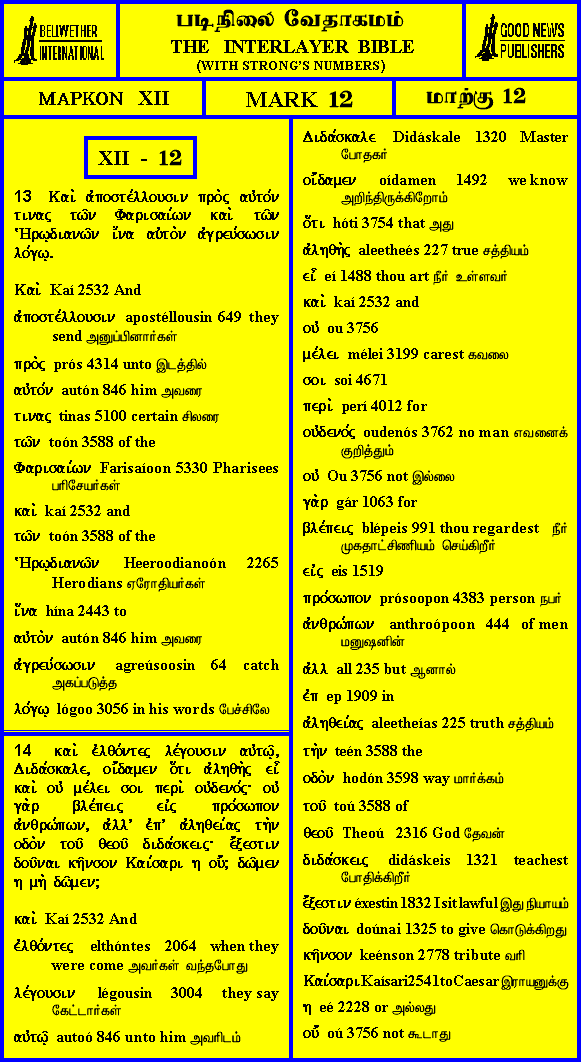 BELLWETHER
INTERNATIONAL
படிநிலை வேதாகமம்
THE INTERLAYER BIBLE
(WITH STRONG'S NUMBERS)
GOOD NEWS
PUBLISHERS
ΜΑΡΚΟΝ XII
MARK 12
மாற்கு 12
XII - 12
13 Καὶ ἀποστέλλουσιν πρὸς αὐτόν
τινας τῶν Φαρισαίων καὶ τῶν
Ἡρῳδιανῶν ἵνα αὐτὸν ἀγρεύσωσιν
λόγῳ.
Καὶ Kaí 2532 And
ἀποστέλλουσιν apostéllousin 649 they
send அனுப்பினார்கள்
πρὸς prós 4314 unto இடத்தில்
αὐτόν autón 846 him அவரை
τινας tinas 5100 certain சிலரை
τῶν toón 3588 of the
Φαρισαίων Farisaíoon 5330 Pharisees
பரிசேயர்கள்
καὶ kaí 2532 and
τῶν toón 3588 of the
Ἡρῳδιανῶν Heeroodianoón 2265
Herodians ஏரோதியர்கள்
ἵνα hína 2443 to
αὐτὸν autón 846 him அவரை
ἀγρεύσωσιν agreúsoosin 64 catch
அகப்படுத்த
λόγῳ lógoo 3056 in his words பேச்சிலே
14 καὶ ἐλθόντες λέγουσιν αὐτῶ,
Διδάσκαλε, οἴδαμεν ὅτι ἀληθὴς εἶ
καὶ οὐ μέλει σοι περὶ οὐδενός· οὐ
γὰρ βλέπεις εἰς πρόσωπον
ἀνθρώπων, ἀλλ' ἐπ' ἀληθείας τὴν
οδὸν τοῦ θεοῦ διδάσκεις· ἔξεστιν
δοῦναι κῆνσον Καίσαρι η οὔ; δῶμεν
η μὴ δῶμεν;
καὶ Kaí 2532 And
ἐλθόντες elthóntes 2064 when they
were come அவர்கள் வந்தபோது
λέγουσιν légousin 3004 they say
கேட்டார்கள்
αὐτῶ autoó 846 unto him அவரிடம்
Διδάσκαλε Didáskale 1320 Master
போதகர்
οἴδαμεν oídamen 1492 we know
அறிந்திருக்கிறோம்
ὅτι hóti 3754 that அது
ἀληθὴς aleetheés 227 true சத்தியம்
εἶ eí 1488 thou art நீர் உள்ளவர்
καὶ kaí 2532 and
οὐ ou 3756
μέλει mélei 3199 carest கவலை
σοι soi 4671
περὶ perí 4012 for
οὐδενός oudenós 3762 no man எவனைக்
குறித்தும்
οὐ Ou 3756 not இல்லை
γὰρ gár 1063 for
βλέπεις blépeis 991 thou regardest நீர்
முகதாட்சிணியம் செய்கிறீர்
εἰς eis 1519
πρόσωπον prósoopon 4383 person நபர்
ἀνθρώπων anthroópoon 444 of men
மனுஷனின்
ἀλλ all 235 but ஆனால்
ἐπ ep 1909 in
ἀληθείας aleetheías 225 truth சத்தியம்
τὴν teén 3588 the
οδὸν hodón 3598 way மார்க்கம்
τοῦ toú 3588 of
θεοῦ Theoú 2316 God தேவன்
διδάσκεις didáskeis 1321 teachest
போதிக்கிறீர்
ἔξεστιν éxestin 1832 Is it lawful இது நியாயம்
δοῦναι doúnai 1325 to give கொடுக்கிறது
κῆνσον keénson 2778 tribute வரி
Καίσαρι Kaísari 2541 to Caesar இராயனுக்கு
η eé 2228 or அல்லது
οὔ oú 3756 not கூடாது